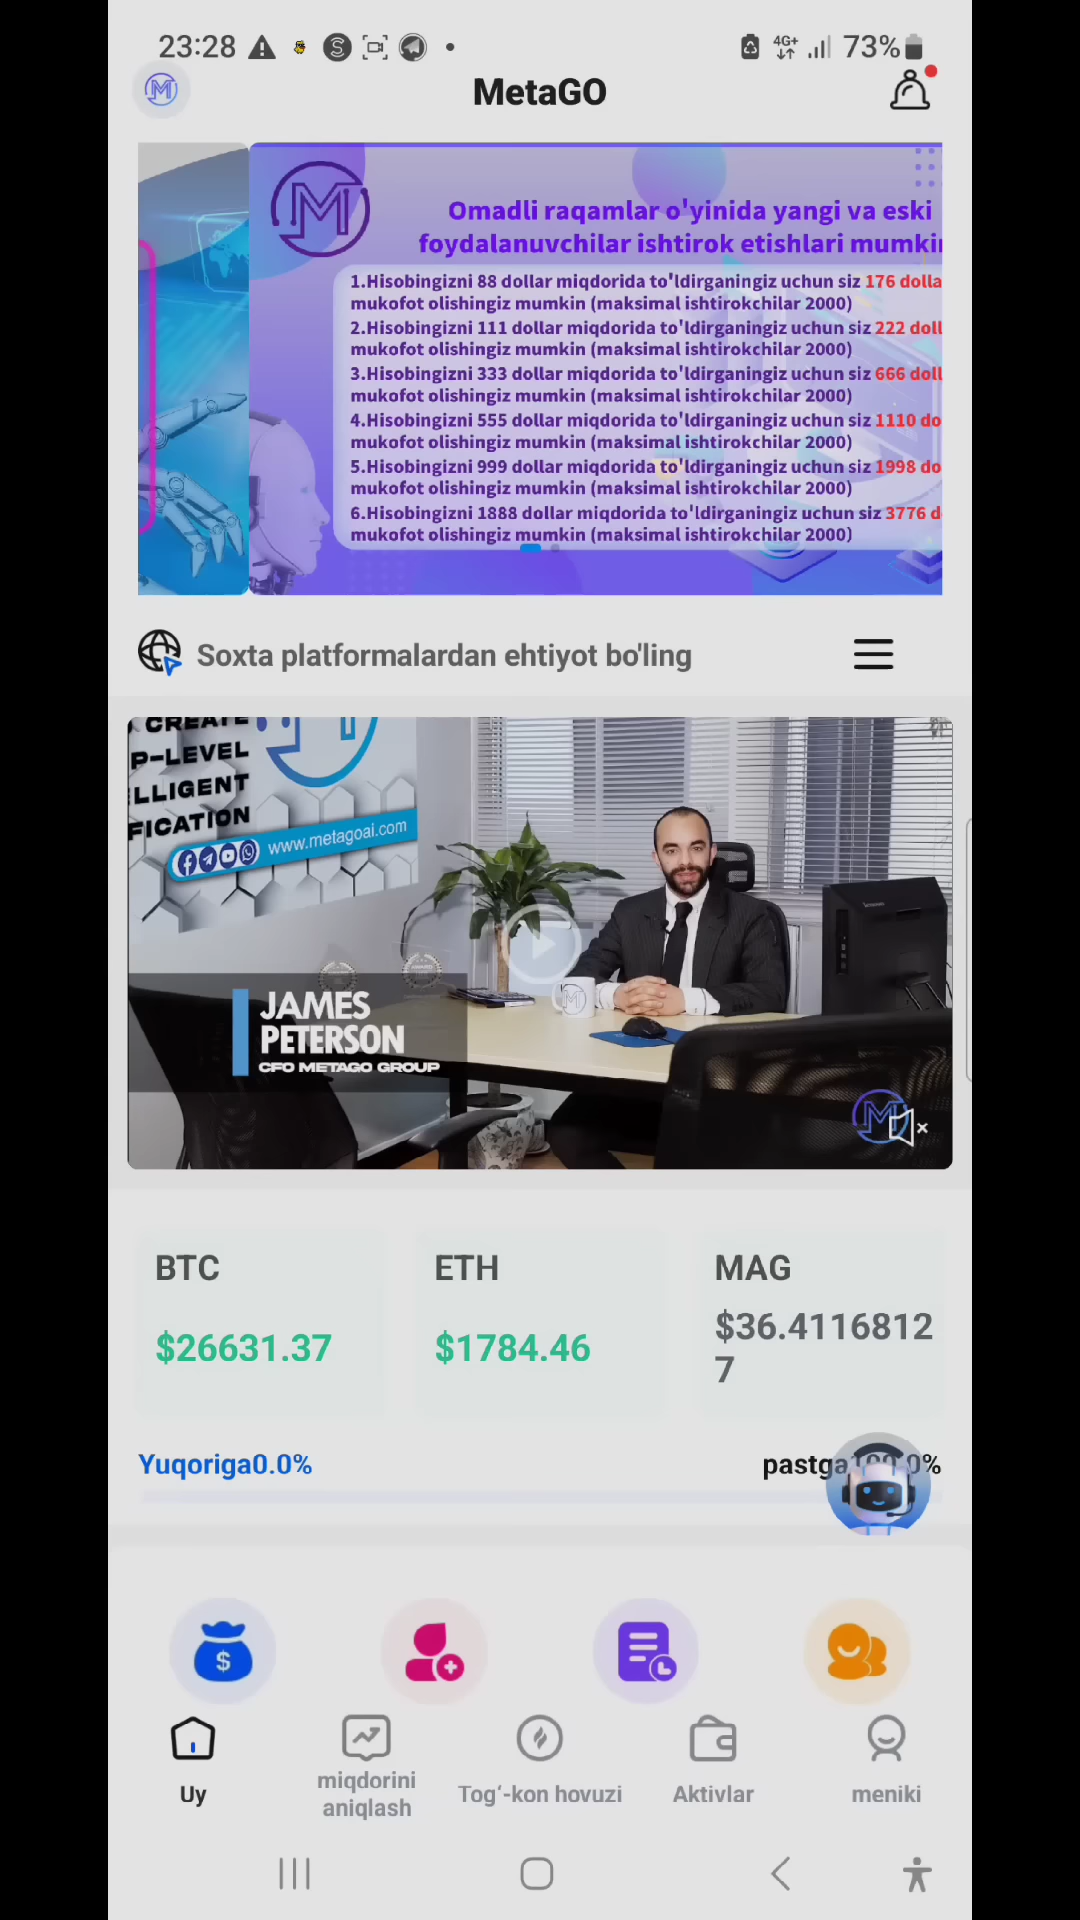 23:28
4G+
73%
MetaGO
Omadli raqamlar o'yinida yangi va eski
foydalanuvchilar ishtirok etishlari mumkin
1.Hisobingizni 88 dollar miqdorida to'ldirganingiz uchun siz 176 dolla
mukofot olishingiz mumkin (maksimal ishtirokchilar 2000)
2.Hisobingizni 111 dollar miqdorida to'ldirganingiz uchun siz 222 doll
mukofot olishingiz mumkin (maksimal ishtirokchilar 2000)
3.Hisobingizni 333 dollar miqdorida to'ldirganingiz uchun siz 666 doll
mukofot olishingiz mumkin (maksimal ishtirokchilar 2000)
4.Hisobingizni 555 dollar miqdorida to'ldirganingiz uchun siz 1110 do
mukofot olishingiz mumkin (maksimal ishtirokchilar 2000)
5.Hisobingizni 999 dollar miqdorida to'ldirganingiz uchun siz 1998 do
mukofot olishingiz mumkin (maksimal ishtirokchilar 2000)
6.Hisobingizni 1888 dollar miqdorida to'ldirganingiz uchun siz 3776 d
mukofot olishingiz mumkin (maksimal ishtirokchilar 2000)
Soxta platformalardan ehtiyot bo'ling
CREATE
P-LEVEL
LLIGENT
FICATION
www.metagoai.com
JAMES
PETERSON
CFO METAGO GROUP
BTC
$26631.37
ETH
$1784.46
MAG
$36.4116812
7
Yuqoriga0.0%
pastga100.0%
Uy
miqdorini
aniqlash
Tog‘-kon hovuzi
Aktivlar
meniki